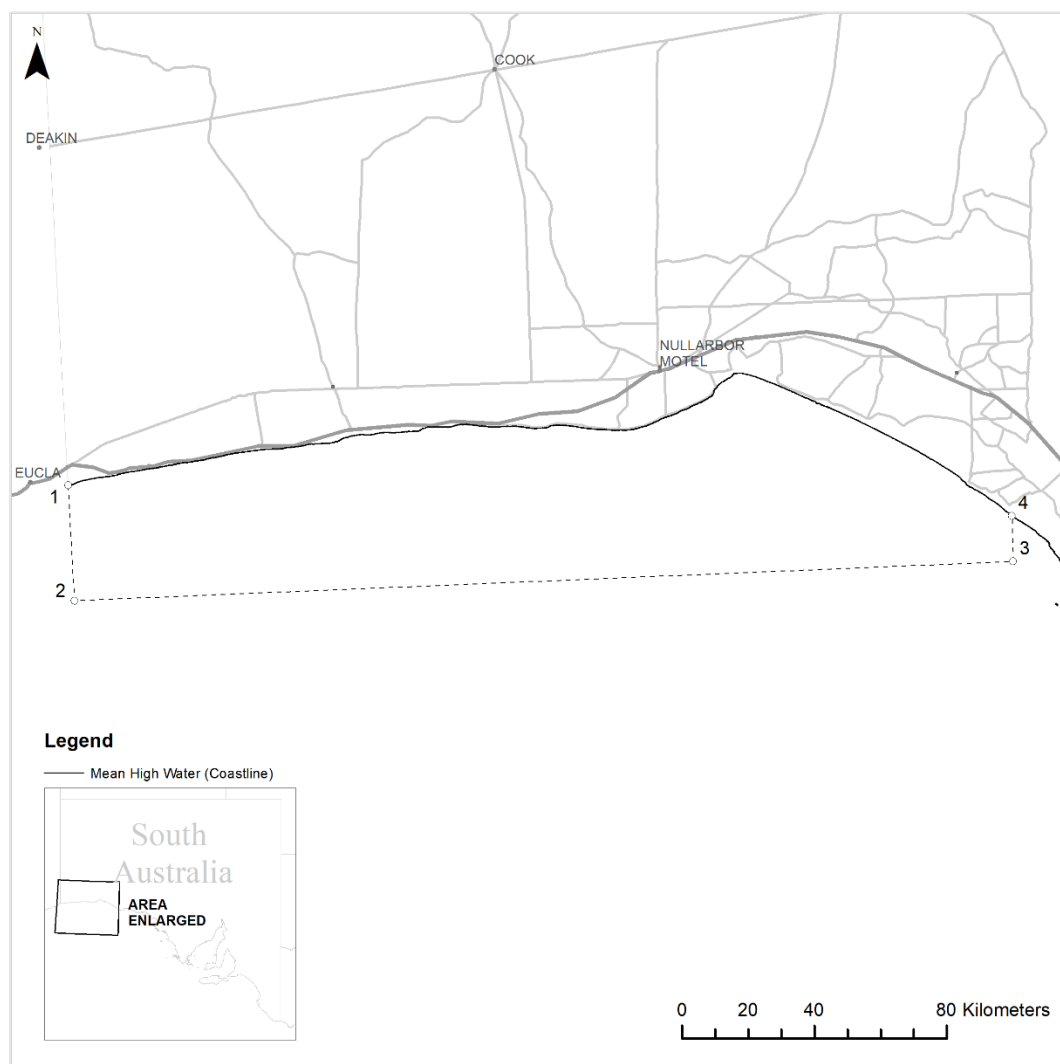 N
COOK
DEAKIN
NULLARBOR
MOTEL
EUCLA
1
4
3
2
Legend
Mean High Water (Coastline)
South
Australia
AREA
ENLARGED
0 20 40 80 Kilometers